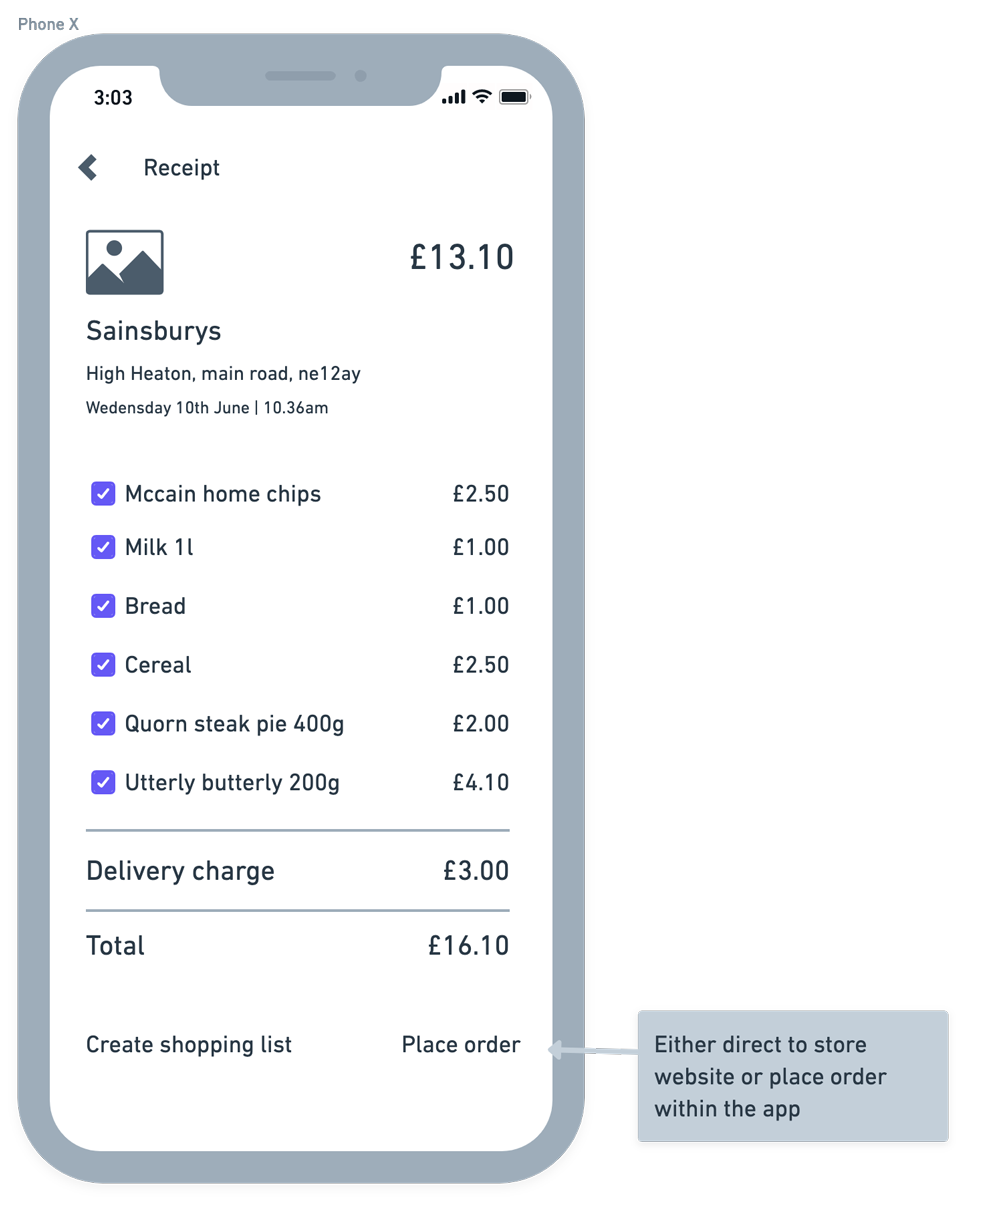 Phone X
3:03
Receipt
£13.10
Sainsburys
High Heaton, main road, ne12ay
Wedensday 10th June | 10.36am
Mccain home chips £2.50
Milk 1l £1.00
Bread £1.00
Cereal £2.50
Quorn steak pie 400g £2.00
Utterly butterly 200g £4.10
Delivery charge £3.00
Total £16.10
Create shopping list Place order
Either direct to store
website or place order
within the app